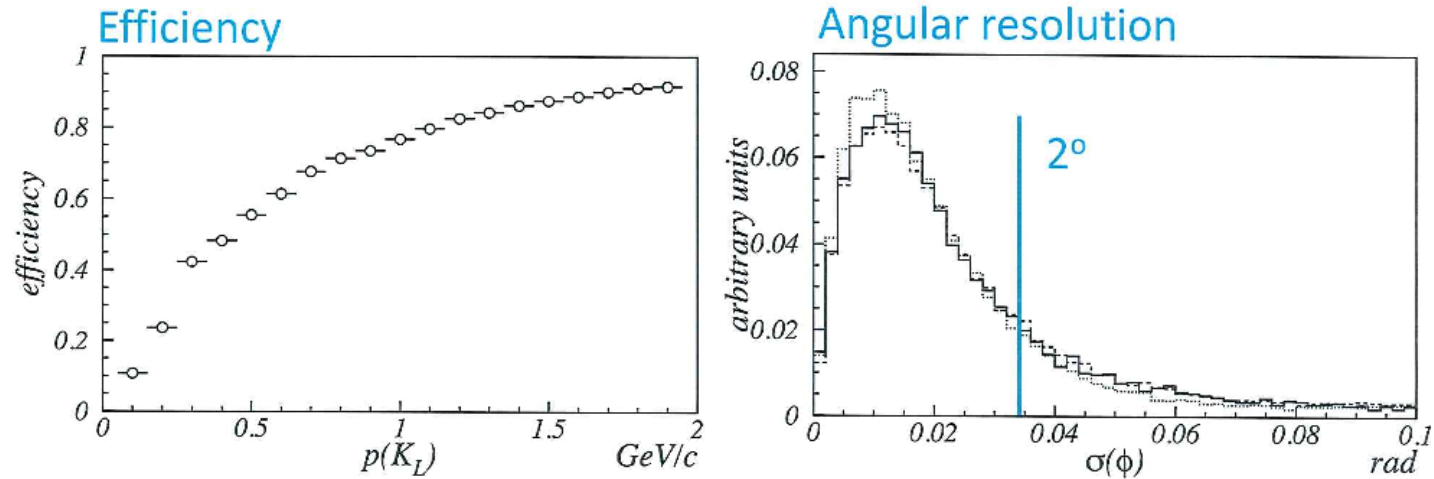 Efficiency
1
0.8
0.6
0.4
0.2
0
efficiency
0 0.5 1 1.5 2
p(K_L) GeV/c
Angular resolution
0.08
0.06
0.04
0.02
0
arbitrary units
2°
0 0.02 0.04 0.06 0.08 0.1
σ(ϕ) rad